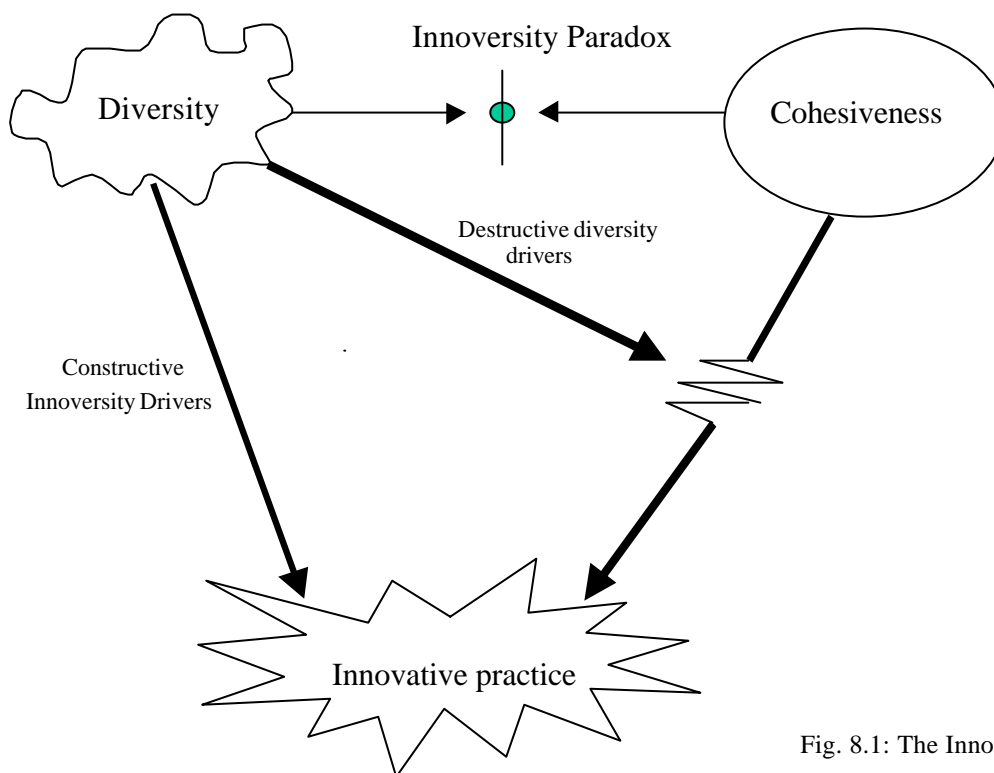 Innoversity Paradox
Diversity
Cohesiveness
Destructive diversity
drivers
Constructive
Innoversity Drivers
Innovative practice
Fig. 8.1: The Inno